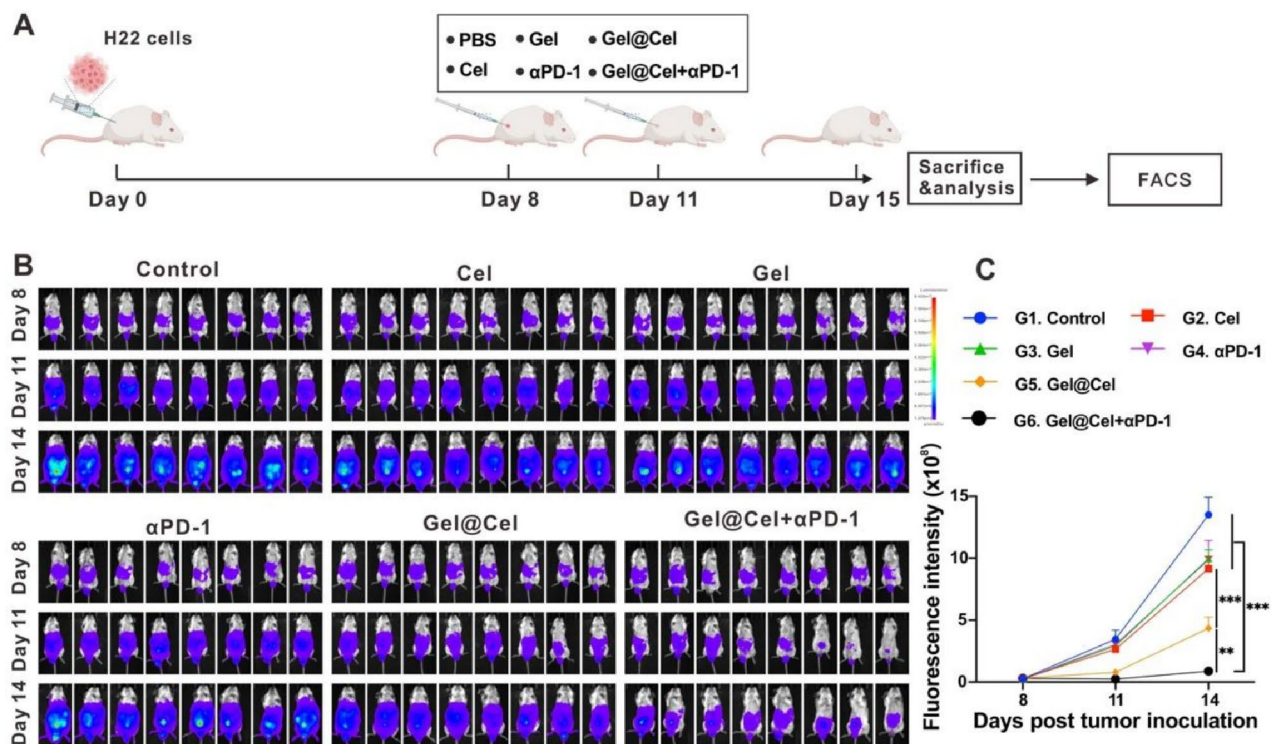 A
H22 cells
• PBS • Gel • Gel@Cel
• Cel • αPD-1 • Gel@Cel+αPD-1
Day 0
Day 8
Day 11
Day 15
Sacrifice
&analysis
FACS
B
Control
Cel
Gel
Day 8
Day 11
Day 14
αPD-1
Gel@Cel
Gel@Cel+αPD-1
Day 8
Day 11
Day 14
C
G1. Control
G2. Cel
G3. Gel
G4. αPD-1
G5. Gel@Cel
G6. Gel@Cel+αPD-1
Fluorescence intensity (x10⁸)
15
10
5
0
***
***
**
8
11
14
Days post tumor inoculation